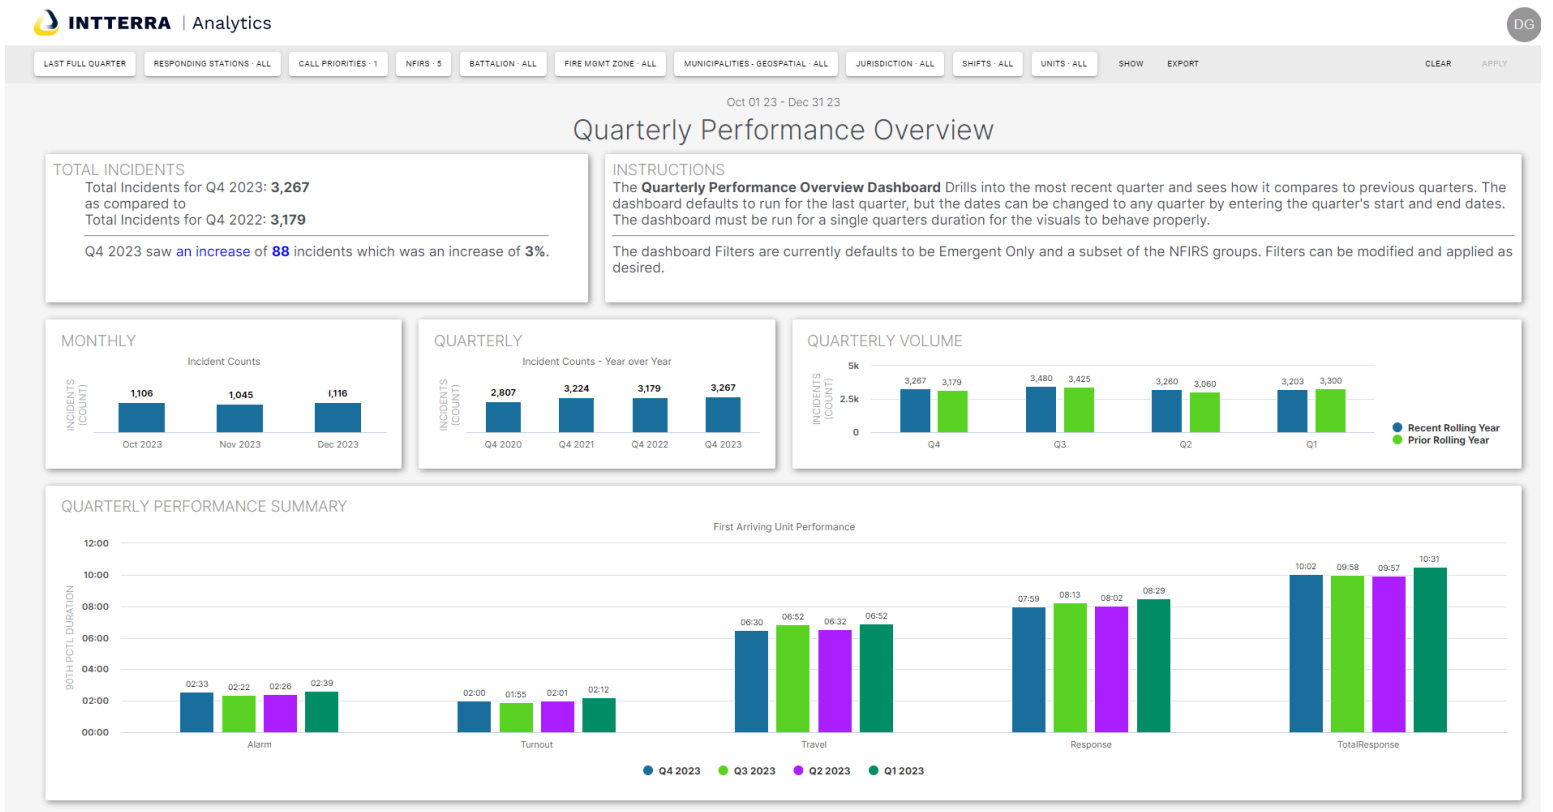 INTTERRA | Analytics
DG
LAST FULL QUARTER
RESPONDING STATIONS · ALL
CALL PRIORITIES · 1
NFIRS · 5
BATTALION · ALL
FIRE MGMT ZONE · ALL
MUNICIPALITIES - GEOSPATIAL · ALL
JURISDICTION · ALL
SHIFTS · ALL
UNITS · ALL
SHOW
EXPORT
CLEAR
APPLY
Oct 01 23 - Dec 31 23
Quarterly Performance Overview
TOTAL INCIDENTS
Total Incidents for Q4 2023: 3,267
as compared to
Total Incidents for Q4 2022: 3,179
Q4 2023 saw an increase of 88 incidents which was an increase of 3%.
INSTRUCTIONS
The Quarterly Performance Overview Dashboard Drills into the most recent quarter and sees how it compares to previous quarters. The
dashboard defaults to run for the last quarter, but the dates can be changed to any quarter by entering the quarter's start and end dates.
The dashboard must be run for a single quarters duration for the visuals to behave properly.
The dashboard Filters are currently defaults to be Emergent Only and a subset of the NFIRS groups. Filters can be modified and applied as
desired.
MONTHLY
Incident Counts
INCIDENTS
(COUNT)
1,106
1,045
1,116
Oct 2023
Nov 2023
Dec 2023
QUARTERLY
Incident Counts - Year over Year
INCIDENTS
(COUNT)
2,807
3,224
3,179
3,267
Q4 2020
Q4 2021
Q4 2022
Q4 2023
QUARTERLY VOLUME
INCIDENTS
(COUNT)
5k
2.5k
0
3,267
3,179
3,480
3,425
3,260
3,060
3,203
3,300
Q4
Q3
Q2
Q1
Recent Rolling Year
Prior Rolling Year
QUARTERLY PERFORMANCE SUMMARY
First Arriving Unit Performance
90TH PCTL DURATION
12:00
10:00
08:00
06:00
04:00
02:00
00:00
02:33
02:22
02:26
02:39
02:00
01:55
02:01
02:12
06:30
06:52
06:32
06:52
07:59
08:13
08:02
08:29
10:02
09:58
09:57
10:31
Alarm
Turnout
Travel
Response
TotalResponse
Q4 2023
Q3 2023
Q2 2023
Q1 2023